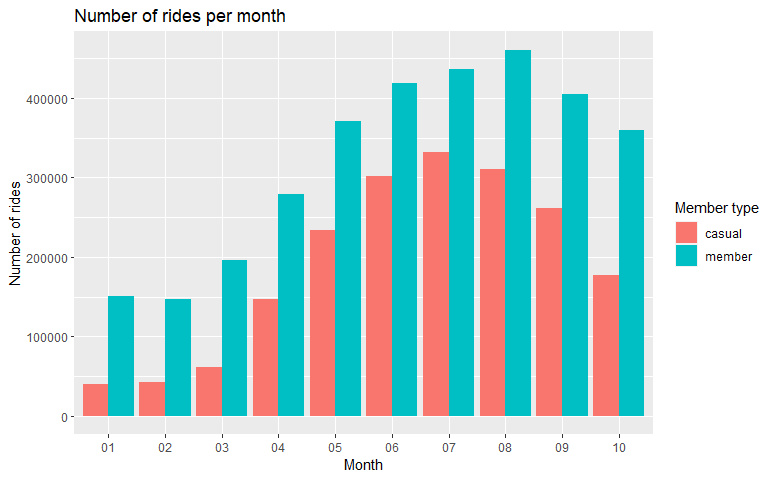 Number of rides per month
Number of rides
400000
300000
200000
100000
0
01 02 03 04 05 06 07 08 09 10
Month
Member type
casual
member